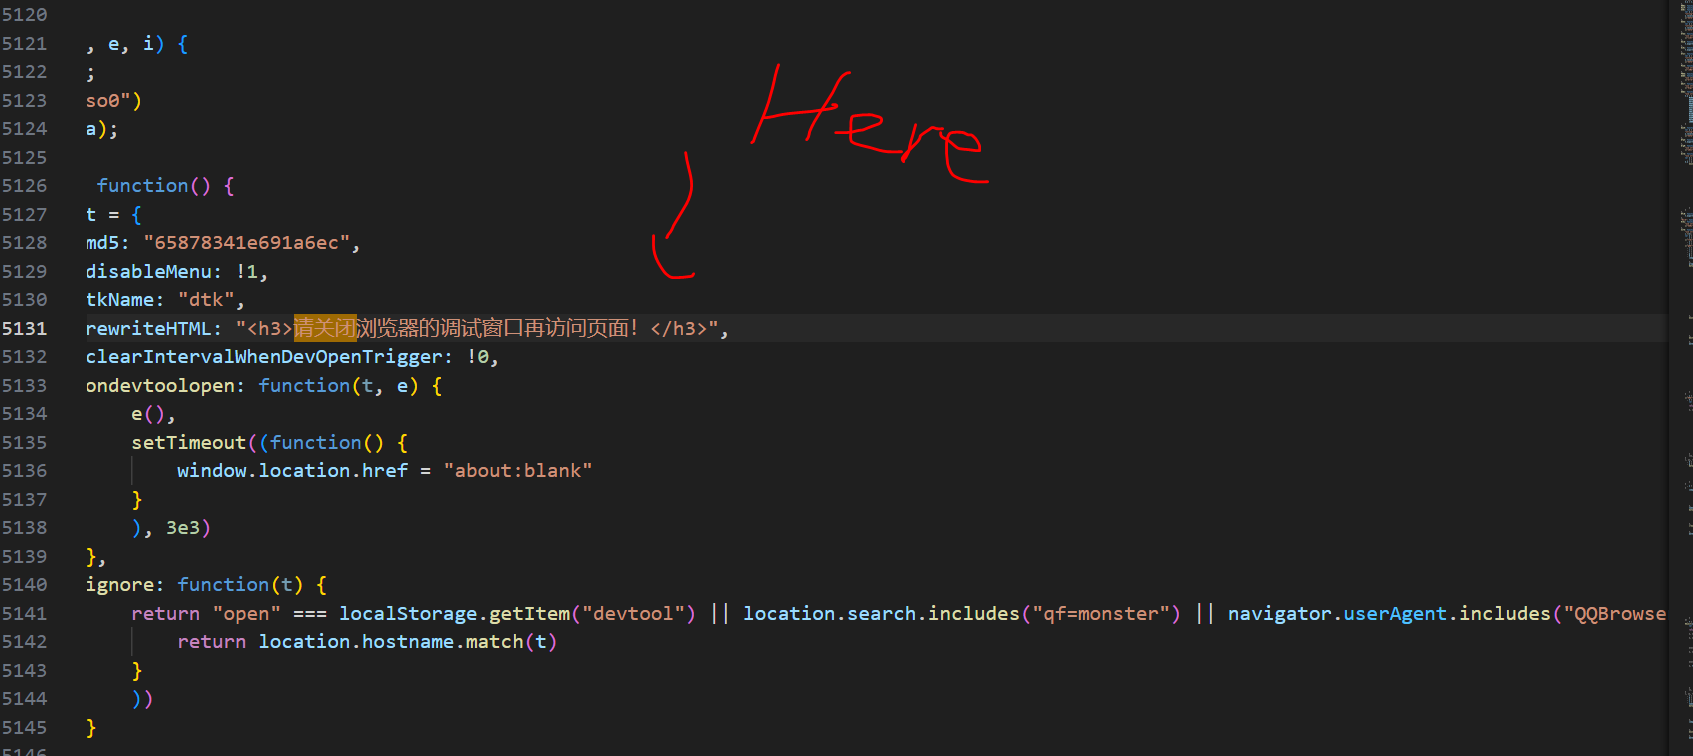 5120
5121 , e, i) {
5122 ;
5123 so0")
5124 a);
5125
5126 function() {
5127 t = {
5128 md5: "65878341e691a6ec",
5129 disableMenu: !1,
5130 tkName: "dtk",
5131 rewriteHTML: "<h3>请关闭浏览器的调试窗口再访问页面！</h3>",
5132 clearIntervalWhenDevOpenTrigger: !0,
5133 ondevtoolopen: function(t, e) {
5134 e(),
5135 setTimeout((function() {
5136 window.location.href = "about:blank"
5137 }
5138 ), 3e3)
5139 },
5140 ignore: function(t) {
5141 return "open" === localStorage.getItem("devtool") || location.search.includes("qf=monster") || navigator.userAgent.includes("QQBrowse
5142 return location.hostname.match(t)
5143 }
5144 ))
5145 }
5146
Here